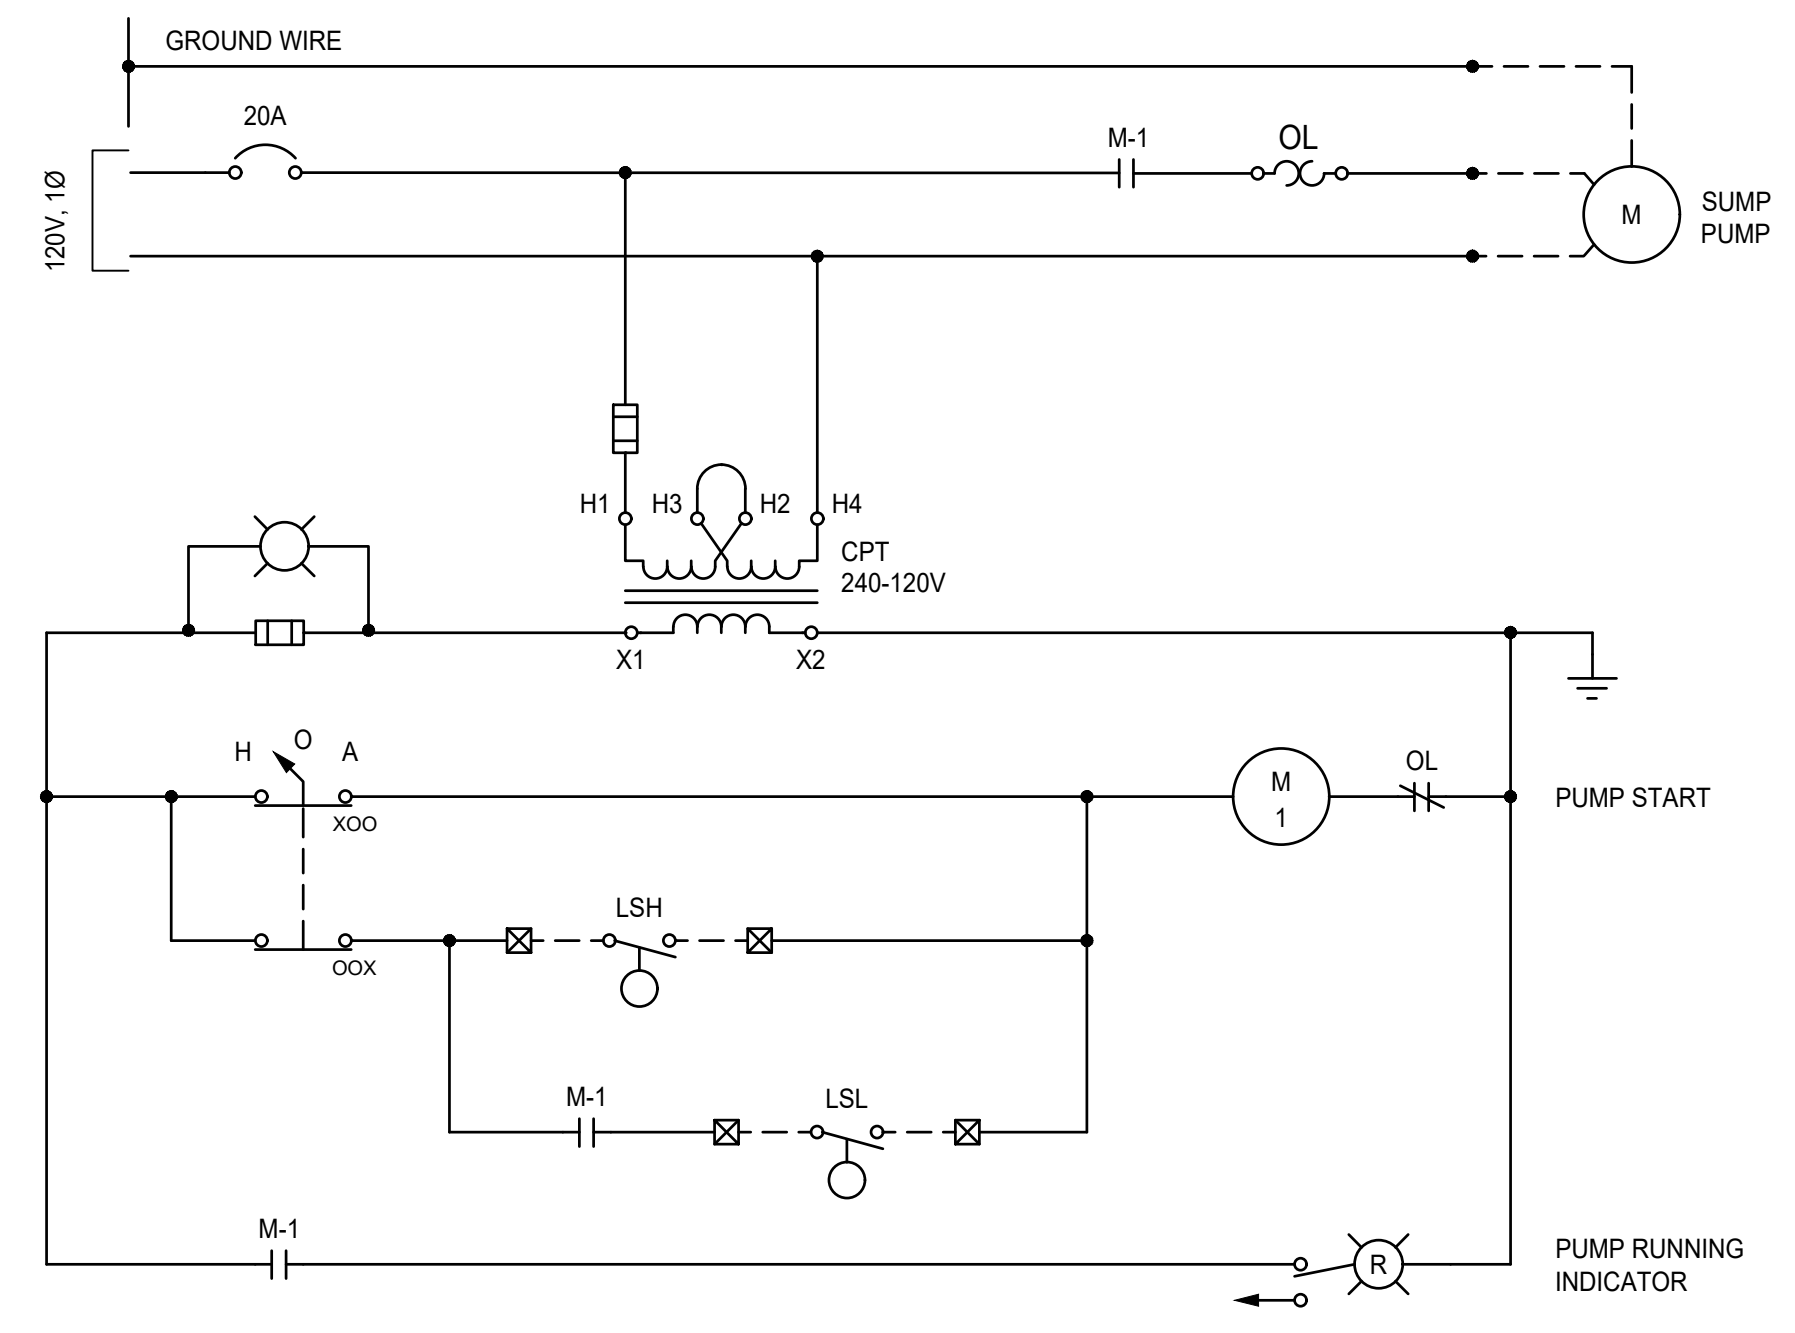 GROUND WIRE
20A
M-1
OL
120V, 1Ø
M
SUMP
PUMP
H1
H3
H2
H4
CPT
240-120V
X1
X2
H
O
A
XOO
M
1
OL
PUMP START
LSH
OOX
M-1
LSL
M-1
R
PUMP RUNNING
INDICATOR